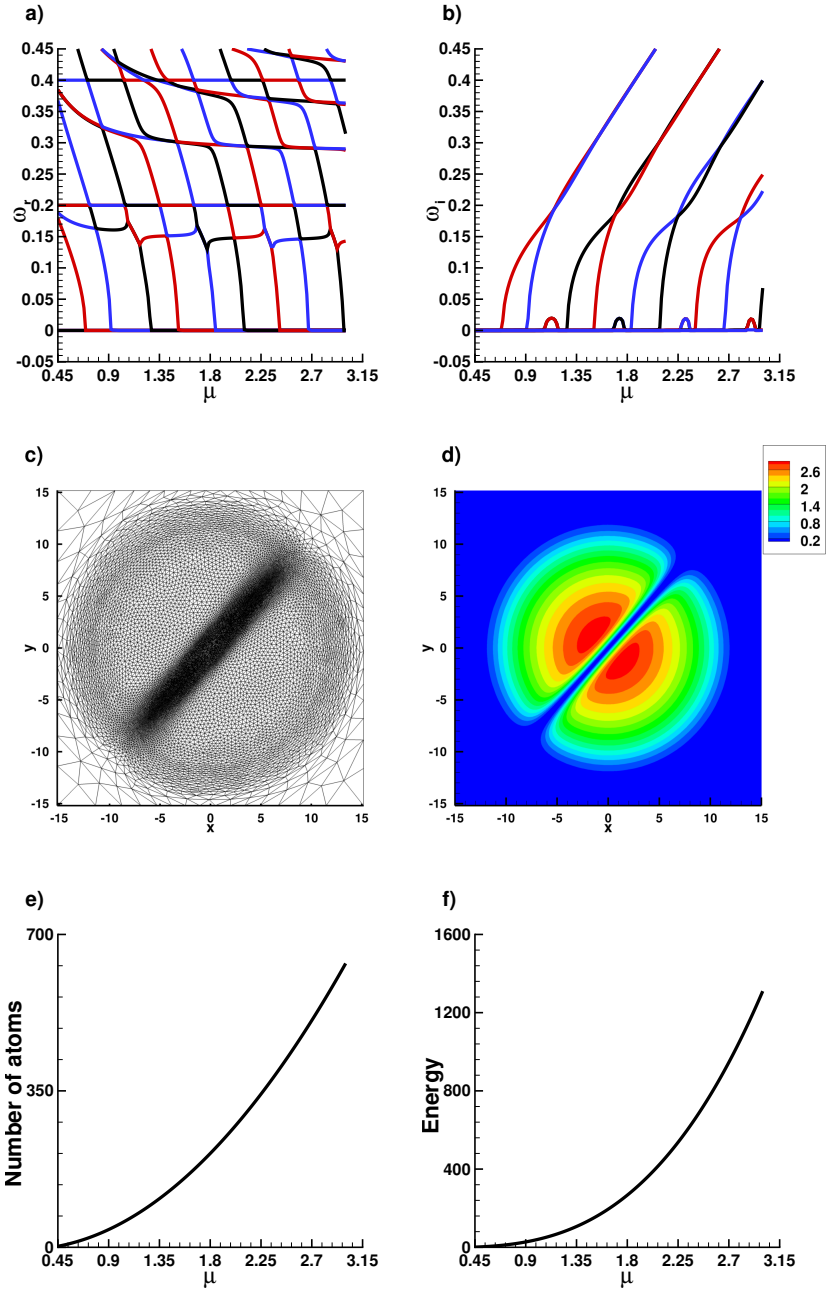 a)
0.45
0.4
0.35
0.3
0.25
0.2
0.15
0.1
0.05
0
-0.05
ωr
0.45 0.9 1.35 1.8 2.25 2.7 3.15
μ
b)
0.45
0.4
0.35
0.3
0.25
0.2
0.15
0.1
0.05
0
-0.05
ωi
0.45 0.9 1.35 1.8 2.25 2.7 3.15
μ
c)
15
10
5
0
-5
-10
-15
y
-15 -10 -5 0 5 10 15
x
d)
15
10
5
0
-5
-10
-15
y
-15 -10 -5 0 5 10 15
x
2.6
2
1.4
0.8
0.2
e)
700
350
0
Number of atoms
0.45 0.9 1.35 1.8 2.25 2.7 3.15
μ
f)
1600
1200
800
400
0
Energy
0.45 0.9 1.35 1.8 2.25 2.7 3.15
μ